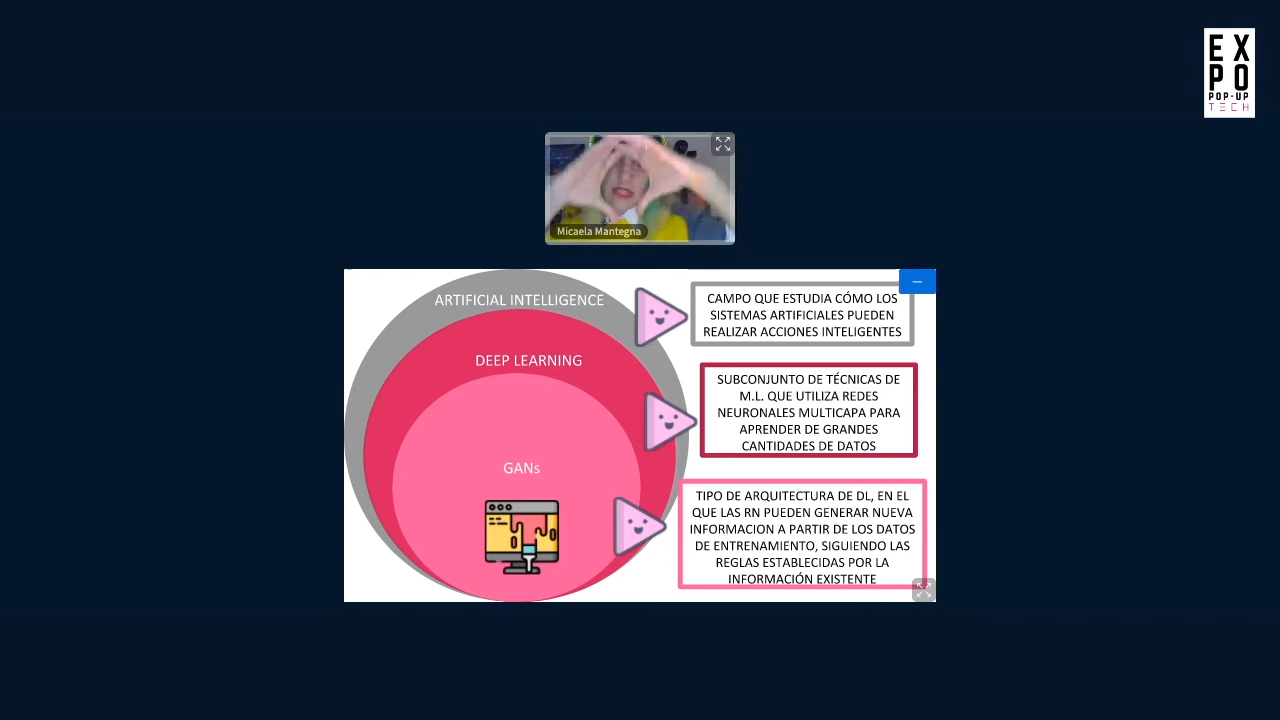 EX
PO
POP-UP
TECH
Micaela Mantegna
ARTIFICIAL INTELLIGENCE
CAMPO QUE ESTUDIA CÓMO LOS
SISTEMAS ARTIFICIALES PUEDEN
REALIZAR ACCIONES INTELIGENTES
DEEP LEARNING
SUBCONJUNTO DE TÉCNICAS DE
M.L. QUE UTILIZA REDES
NEURONALES MULTICAPA PARA
APRENDER DE GRANDES
CANTIDADES DE DATOS
GANs
TIPO DE ARQUITECTURA DE DL, EN EL
QUE LAS RN PUEDEN GENERAR NUEVA
INFORMACION A PARTIR DE LOS DATOS
DE ENTRENAMIENTO, SIGUIENDO LAS
REGLAS ESTABLECIDAS POR LA
INFORMACIÓN EXISTENTE